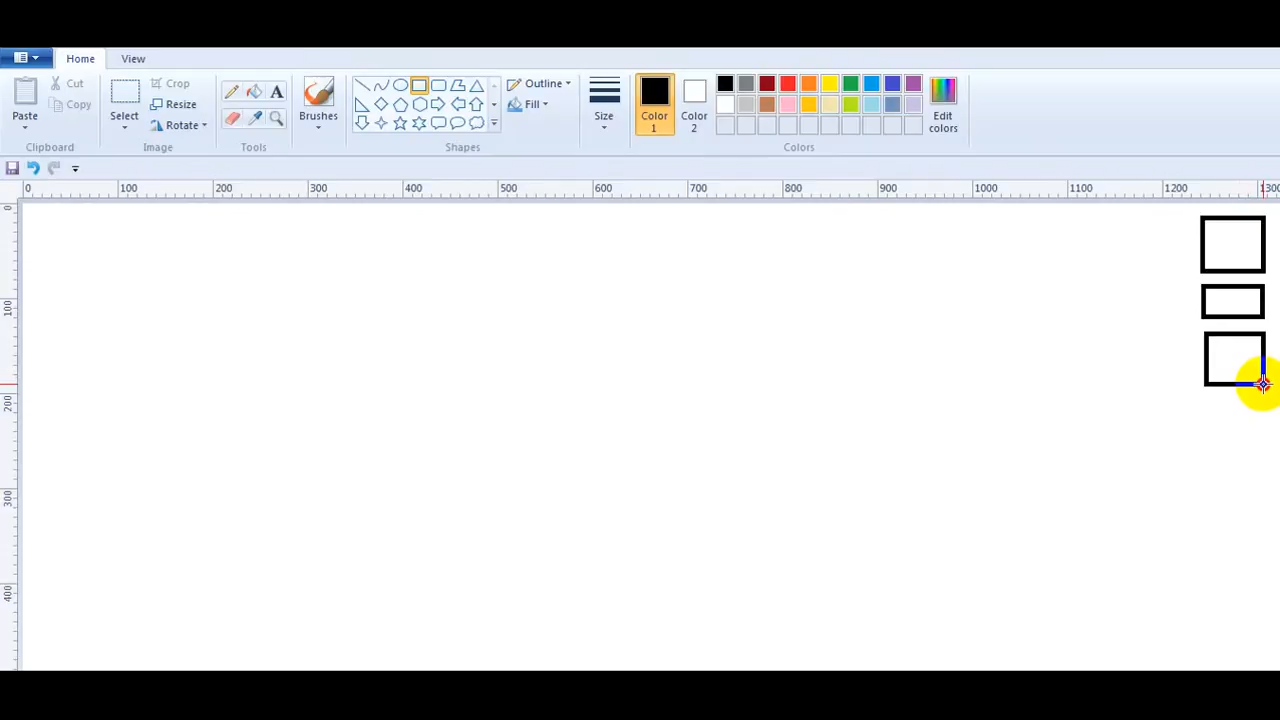 Home View
Cut
Copy
Paste
Clipboard
Crop
Resize
Rotate
Select
Image
A
Tools
Brushes
Outline
Fill
Shapes
Size
Color 1
Color 2
Edit colors
Colors
0 100 200 300 400 500 600 700 800 900 1000 1100 1200 1300
0
100
200
300
400